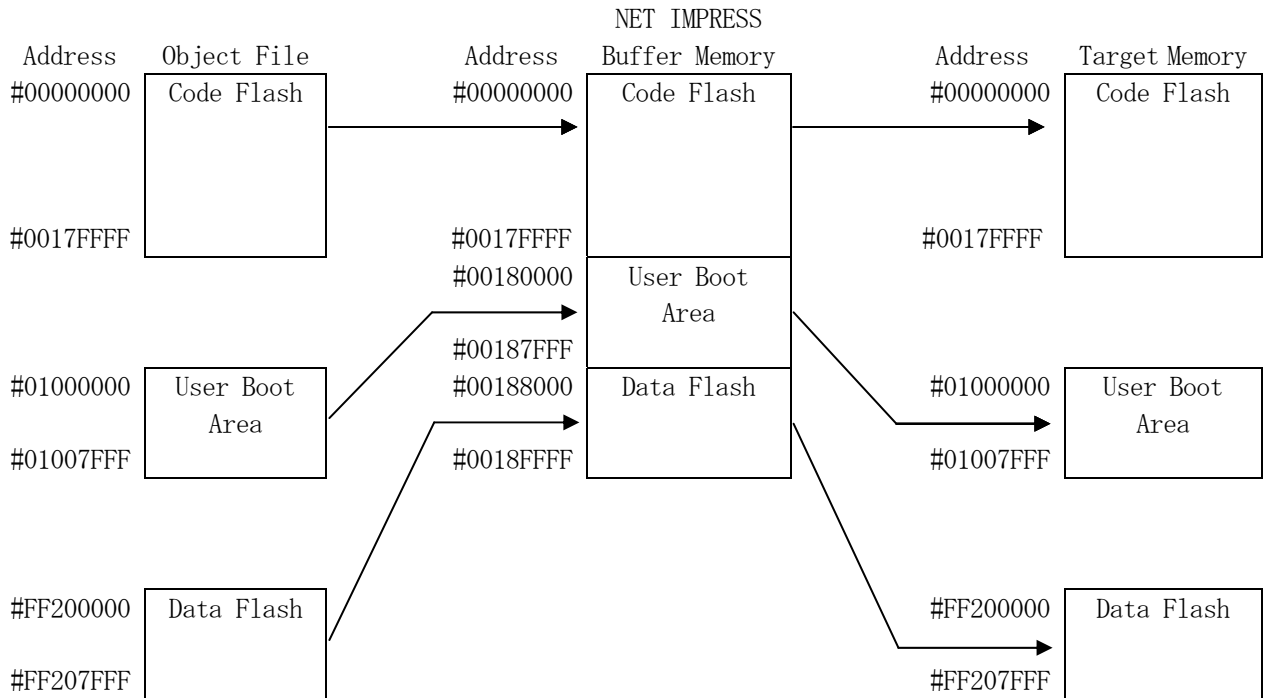 NET IMPRESS
Address Object File Address Buffer Memory Address Target Memory
#00000000 Code Flash #00000000 Code Flash #00000000 Code Flash
#0017FFFF #0017FFFF #0017FFFF
#00180000 User Boot
Area
#00187FFF
#01000000 User Boot #00188000 Data Flash #01000000 User Boot
Area Area
#01007FFF #0018FFFF #01007FFF
#FF200000 Data Flash #FF200000 Data Flash
#FF207FFF #FF207FFF